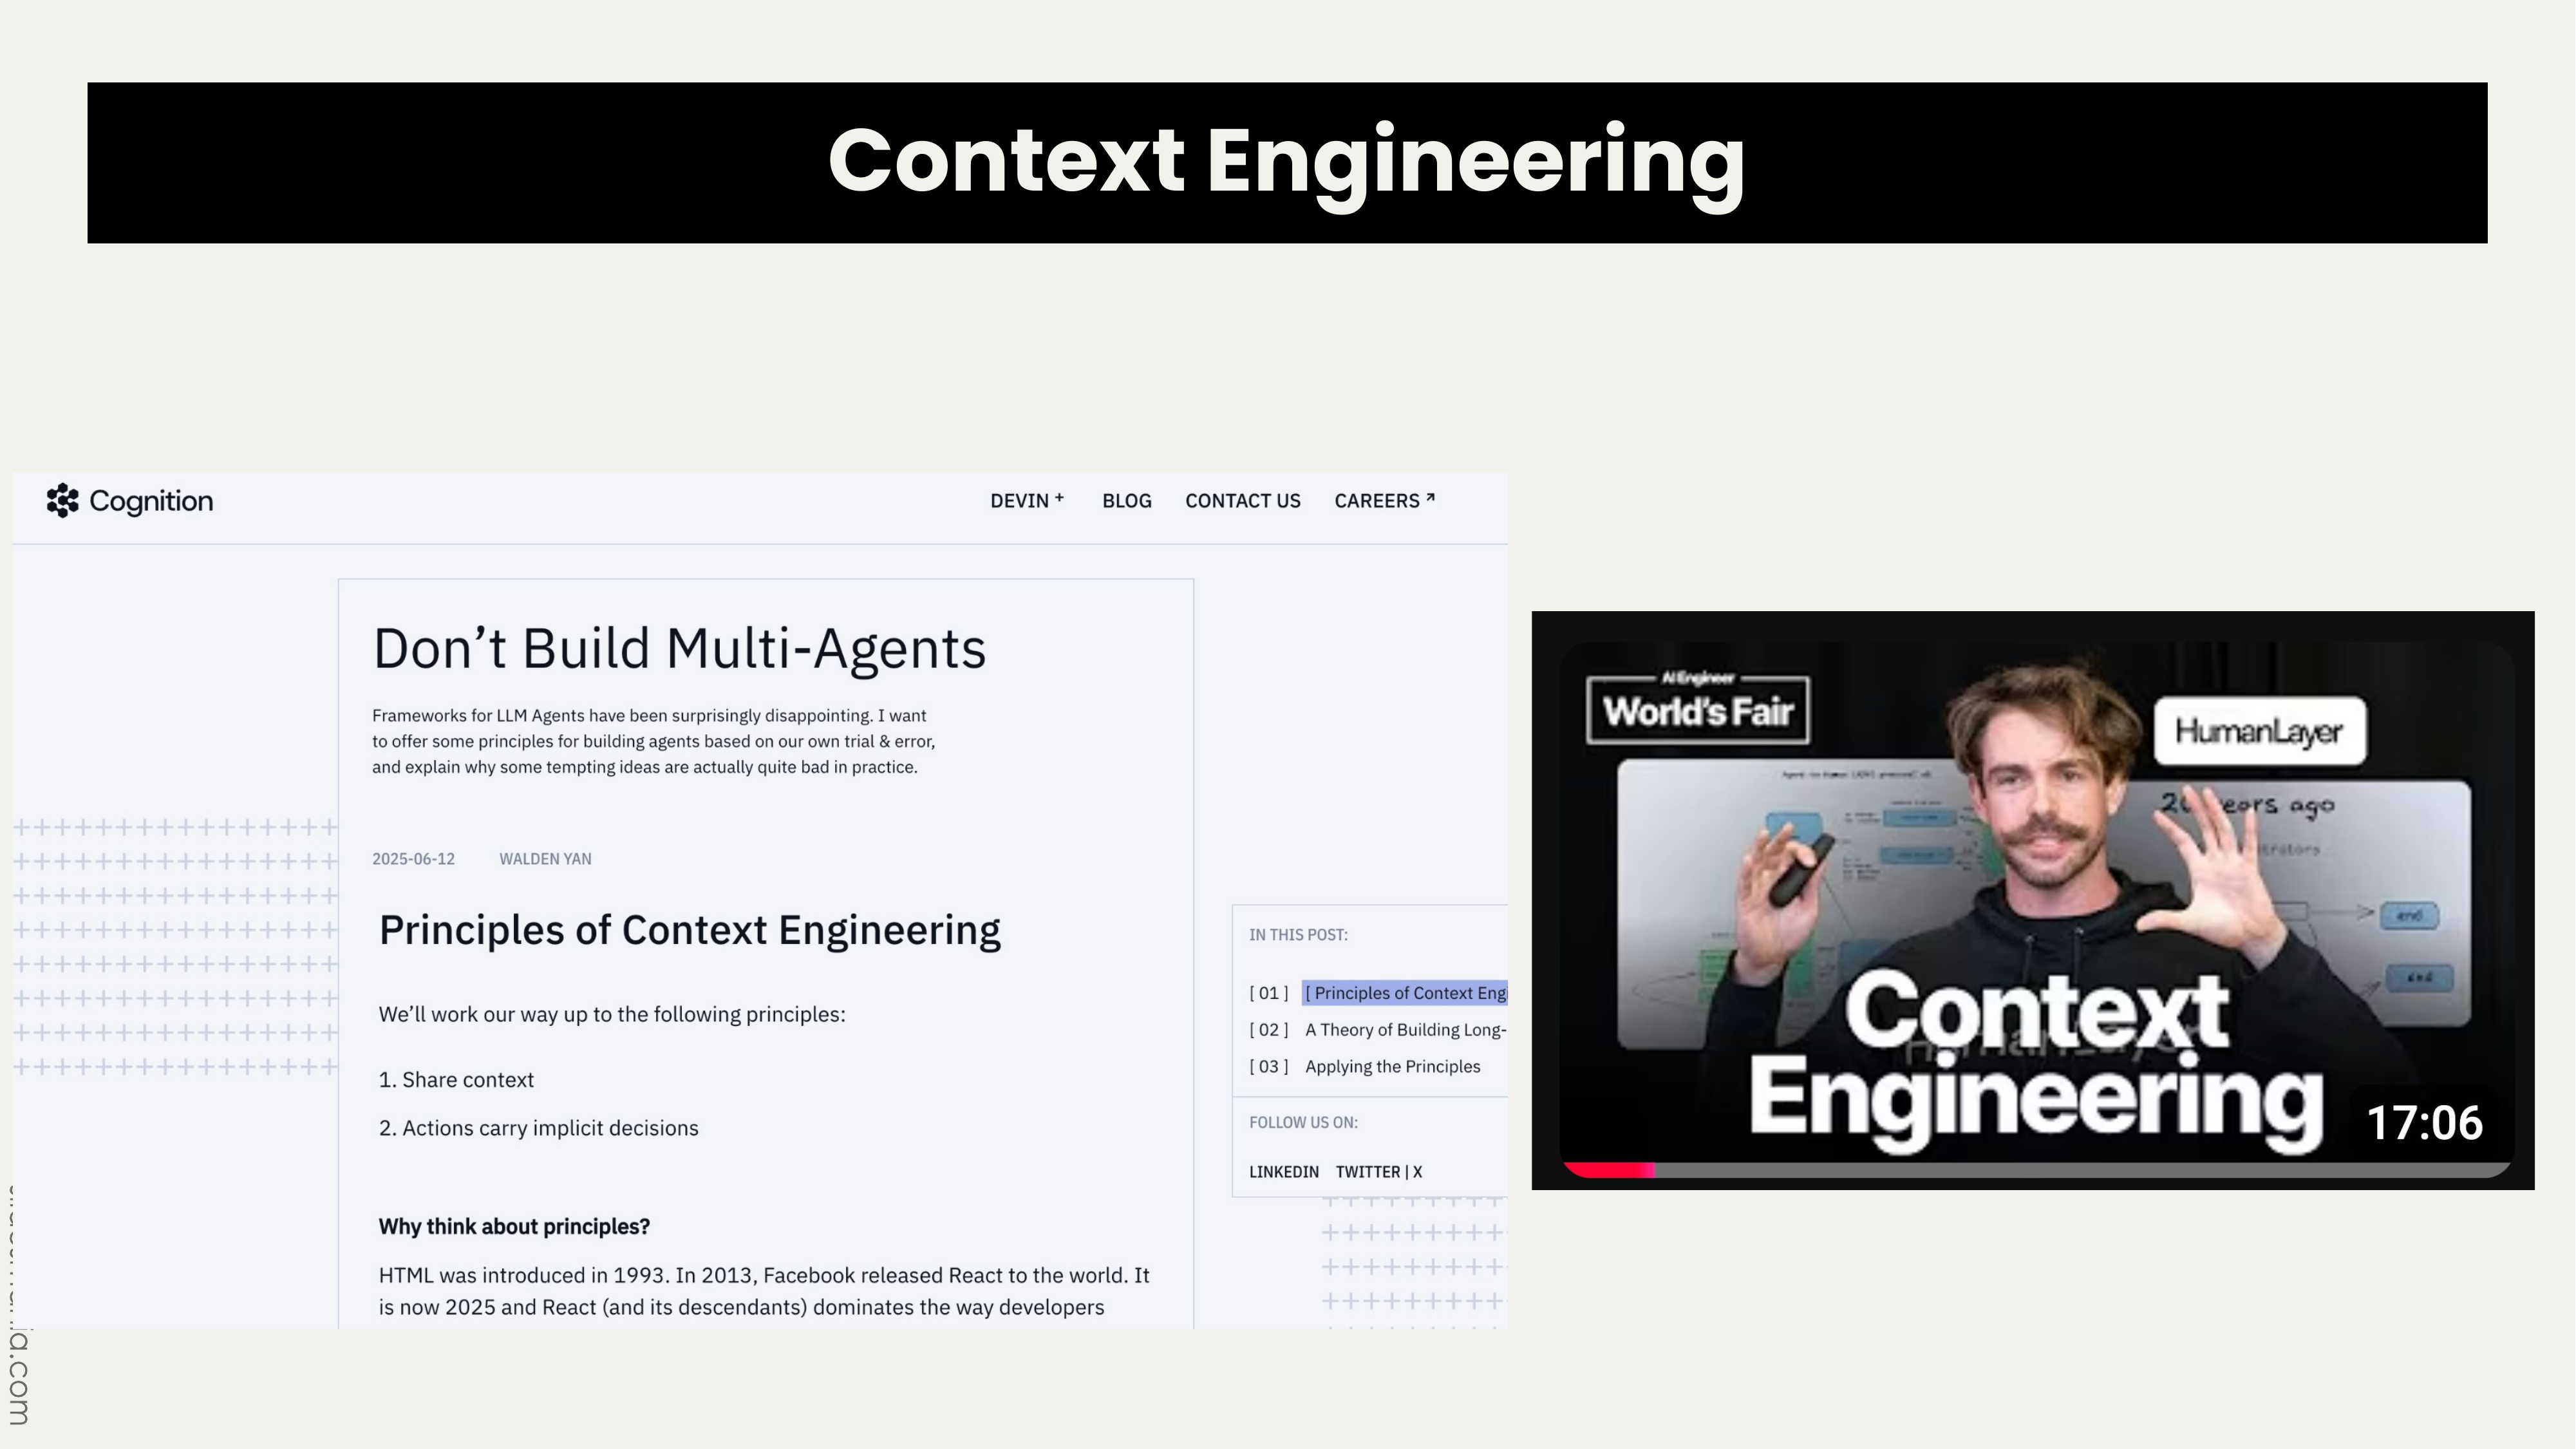 Context Engineering
Cognition
DEVIN +
BLOG
CONTACT US
CAREERS ↗
Don’t Build Multi-Agents
Frameworks for LLM Agents have been surprisingly disappointing. I want
to offer some principles for building agents based on our own trial & error,
and explain why some tempting ideas are actually quite bad in practice.
2025-06-12 WALDEN YAN
Principles of Context Engineering
We’ll work our way up to the following principles:
1. Share context
2. Actions carry implicit decisions
Why think about principles?
HTML was introduced in 1993. In 2013, Facebook released React to the world. It
is now 2025 and React (and its descendants) dominates the way developers
IN THIS POST:
[ 01 ] [ Principles of Context Eng
[ 02 ] A Theory of Building Long-
[ 03 ] Applying the Principles
FOLLOW US ON:
LINKEDIN TWITTER | X
AI Engineer
World’s Fair
HumanLayer
ago
end
end
Context
Engineering
17:06
ia.com